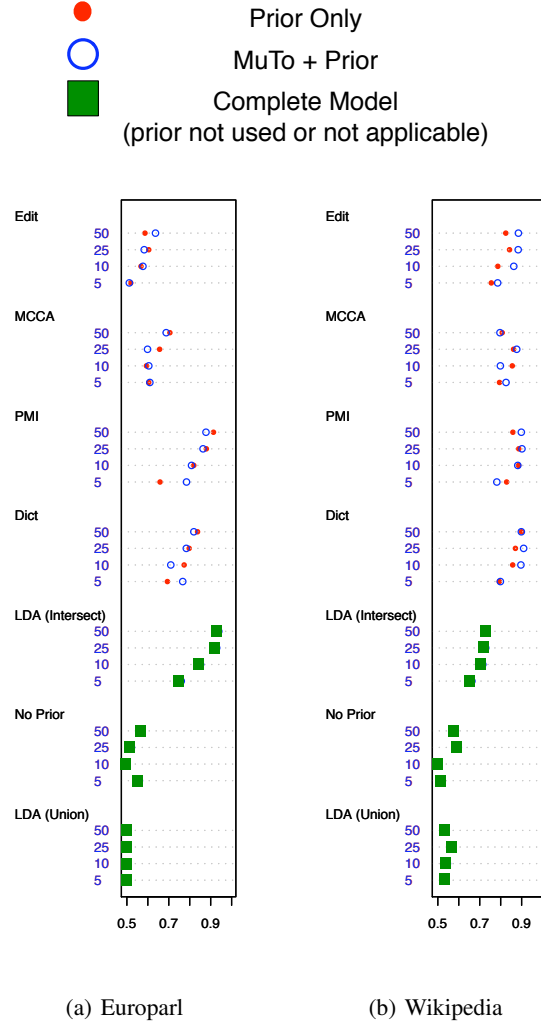 Prior Only
MuTo + Prior
Complete Model
(prior not used or not applicable)
Edit
50
25
10
5
MCCA
50
25
10
5
PMI
50
25
10
5
Dict
50
25
10
5
LDA (Intersect)
50
25
10
5
No Prior
50
25
10
5
LDA (Union)
50
25
10
5
0.5 0.7 0.9
(a) Europarl
Edit
50
25
10
5
MCCA
50
25
10
5
PMI
50
25
10
5
Dict
50
25
10
5
LDA (Intersect)
50
25
10
5
No Prior
50
25
10
5
LDA (Union)
50
25
10
5
0.5 0.7 0.9
(b) Wikipedia